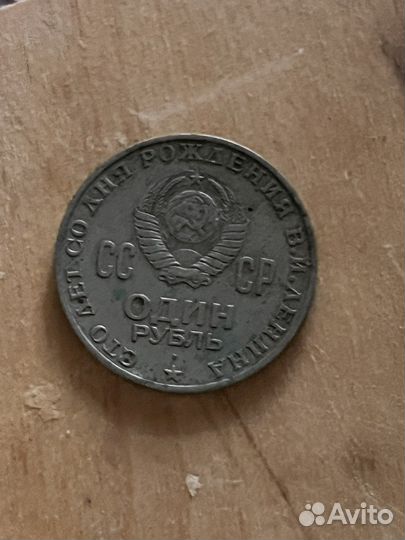 СТО ЛЕТ СО ДНЯ РОЖДЕНИЯ В.И.ЛЕНИНА
СС СР
ОДИН
РУБЛЬ
Avito